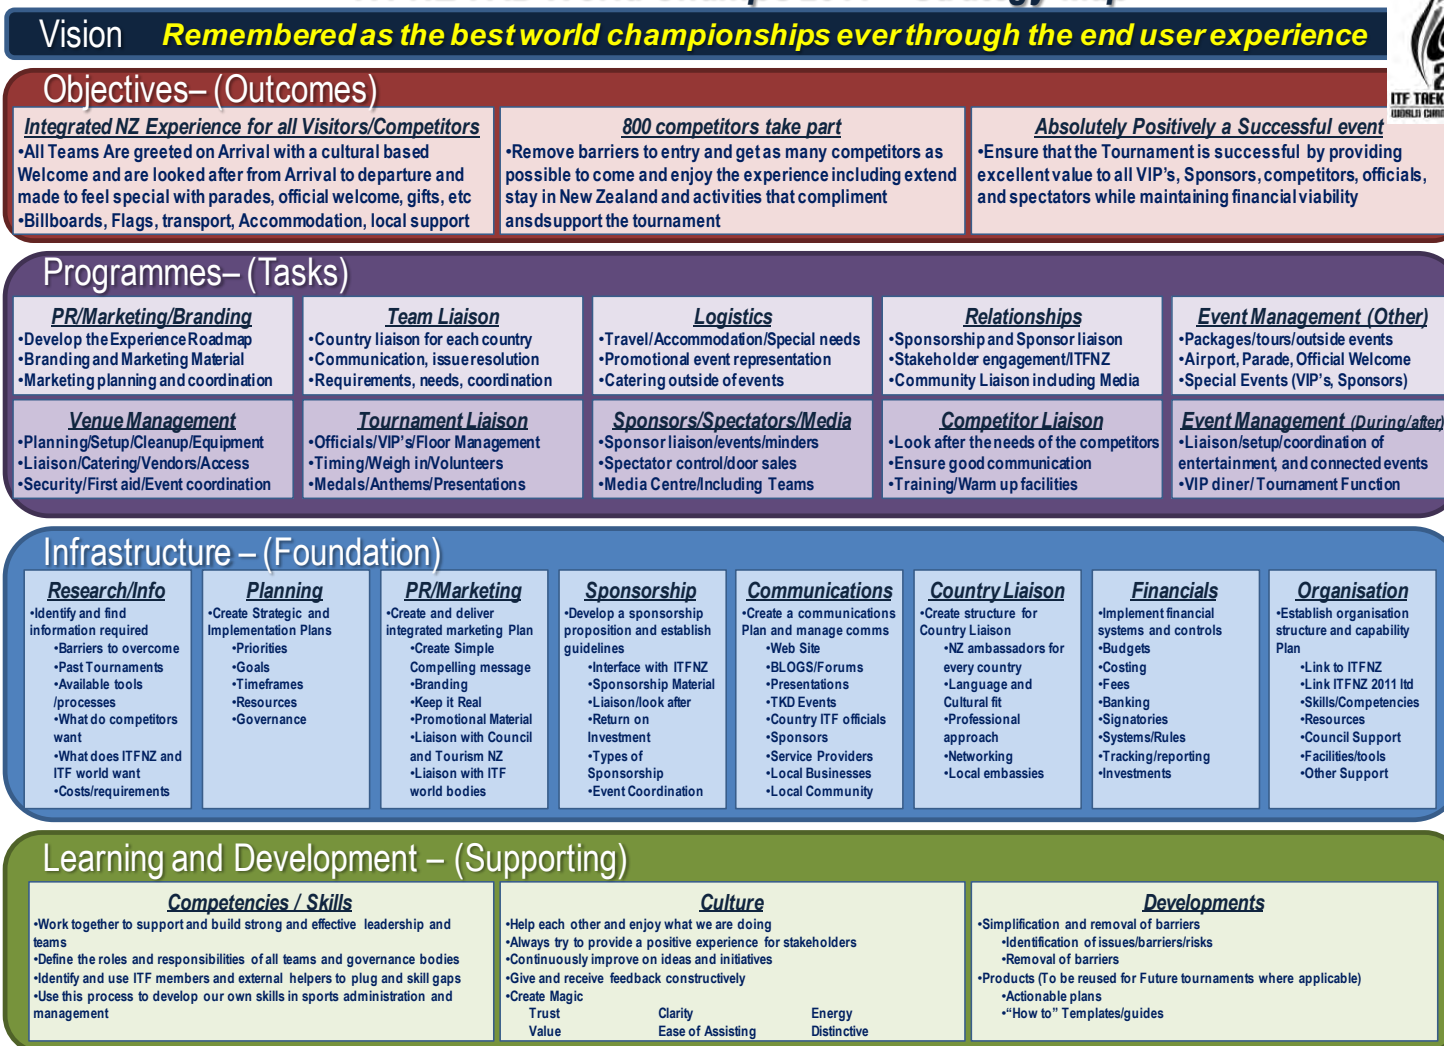 Vision
Remembered as the best world championships ever through the end user experience
ITF TAEK
Objectives– (Outcomes)
Integrated NZ Experience for all Visitors/Competitors
•All Teams Are greeted on Arrival with a cultural based
Welcome and are looked after from Arrival to departure and
made to feel special with parades, official welcome, gifts, etc
•Billboards, Flags, transport, Accommodation, local support
800 competitors take part
•Remove barriers to entry and get as many competitors as
possible to come and enjoy the experience including extend
stay in New Zealand and activities that compliment
ansdsupport the tournament
Absolutely Positively a Successful event
•Ensure that the Tournament is successful by providing
excellent value to all VIP's, Sponsors, competitors, officials,
and spectators while maintaining financial viability
Programmes– (Tasks)
PR/Marketing/Branding
•Develop the Experience Roadmap
•Branding and Marketing Material
•Marketing planning and coordination
Team Liaison
•Country liaison for each country
•Communication, issue resolution
•Requirements, needs, coordination
Logistics
•Travel/Accommodation/Special needs
•Promotional event representation
•Catering outside of events
Relationships
•Sponsorship and Sponsor liaison
•Stakeholder engagement/ITFNZ
•Community Liaison including Media
Event Management (Other)
•Packages/tours/outside events
•Airport, Parade, Official Welcome
•Special Events (VIP's, Sponsors)
Venue Management
•Planning/Setup/Cleanup/Equipment
•Liaison/Catering/Vendors/Access
•Security/First aid/Event coordination
Tournament Liaison
•Officials/VIP's/Floor Management
•Timing/Weigh in/Volunteers
•Medals/Anthems/Presentations
Sponsors/Spectators/Media
•Sponsor liaison/events/minders
•Spectator control/door sales
•Media Centre/Including Teams
Competitor Liaison
•Look after the needs of the competitors
•Ensure good communication
•Training/Warm up facilities
Event Management (During/after)
•Liaison/setup/coordination of
entertainment, and connected events
•VIP diner/ Tournament Function
Infrastructure – (Foundation)
Research/Info
•Identify and find
information required
•Barriers to overcome
•Past Tournaments
•Available tools
/processes
•What do competitors
want
•What does ITFNZ and
ITF world want
•Costs/requirements
Planning
•Create Strategic and
Implementation Plans
•Priorities
•Goals
•Timeframes
•Resources
•Governance
PR/Marketing
•Create and deliver
integrated marketing Plan
•Create Simple
Compelling message
•Branding
•Keep it Real
•Promotional Material
•Liaison with Council
and Tourism NZ
•Liaison with ITF
world bodies
Sponsorship
•Develop a sponsorship
proposition and establish
guidelines
•Interface with ITFNZ
•Sponsorship Material
•Liaison/look after
•Return on
Investment
•Types of
Sponsorship
•Event Coordination
Communications
•Create a communications
Plan and manage comms
•Web Site
•BLOGS/Forums
•Presentations
•TKD Events
•Country ITF officials
•Sponsors
•Service Providers
•Local Businesses
•Local Community
Country Liaison
•Create structure for
Country Liaison
•NZ ambassadors for
every country
•Language and
Cultural fit
•Professional
approach
•Networking
•Local embassies
Financials
•Implement financial
systems and controls
•Budgets
•Costing
•Fees
•Banking
•Signatories
•Systems/Rules
•Tracking/reporting
•Investments
Organisation
•Establish organisation
structure and capability
Plan
•Link to ITFNZ
•Link ITFNZ 2011 ltd
•Skills/Competencies
•Resources
•Council Support
•Facilities/tools
•Other Support
Learning and Development – (Supporting)
Competencies / Skills
•Work together to support and build strong and effective leadership and
teams
•Define the roles and responsibilities of all teams and governance bodies
•Identify and use ITF members and external helpers to plug and skill gaps
•Use this process to develop our own skills in sports administration and
management
Culture
•Help each other and enjoy what we are doing
•Always try to provide a positive experience for stakeholders
•Continuously improve on ideas and initiatives
•Give and receive feedback constructively
•Create Magic
Trust Clarity Energy
Value Ease of Assisting Distinctive
Developments
•Simplification and removal of barriers
•Identification of issues/barriers/risks
•Removal of barriers
•Products (To be reused for Future tournaments where applicable)
•Actionable plans
•“How to” Templates/guides